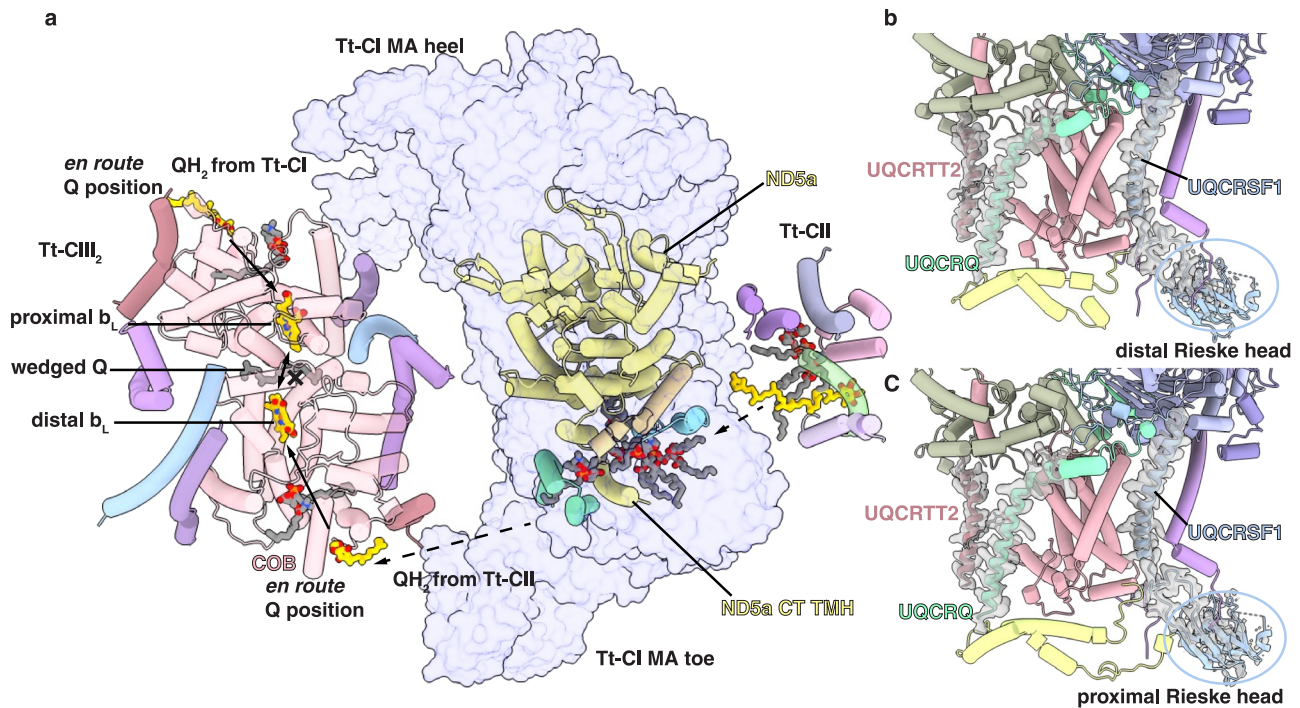 a
Tt-CI MA heel
en route
Q position
QH2 from Tt-CI
ND5a
Tt-CIII2
Tt-CII
proximal bL
wedged Q
distal bL
COB
en route
Q position
QH2 from Tt-CII
ND5a CT TMH
Tt-CI MA toe
b
UQCRTT2
UQCRSF1
UQCRQ
distal Rieske head
C
UQCRTT2
UQCRSF1
UQCRQ
proximal Rieske head